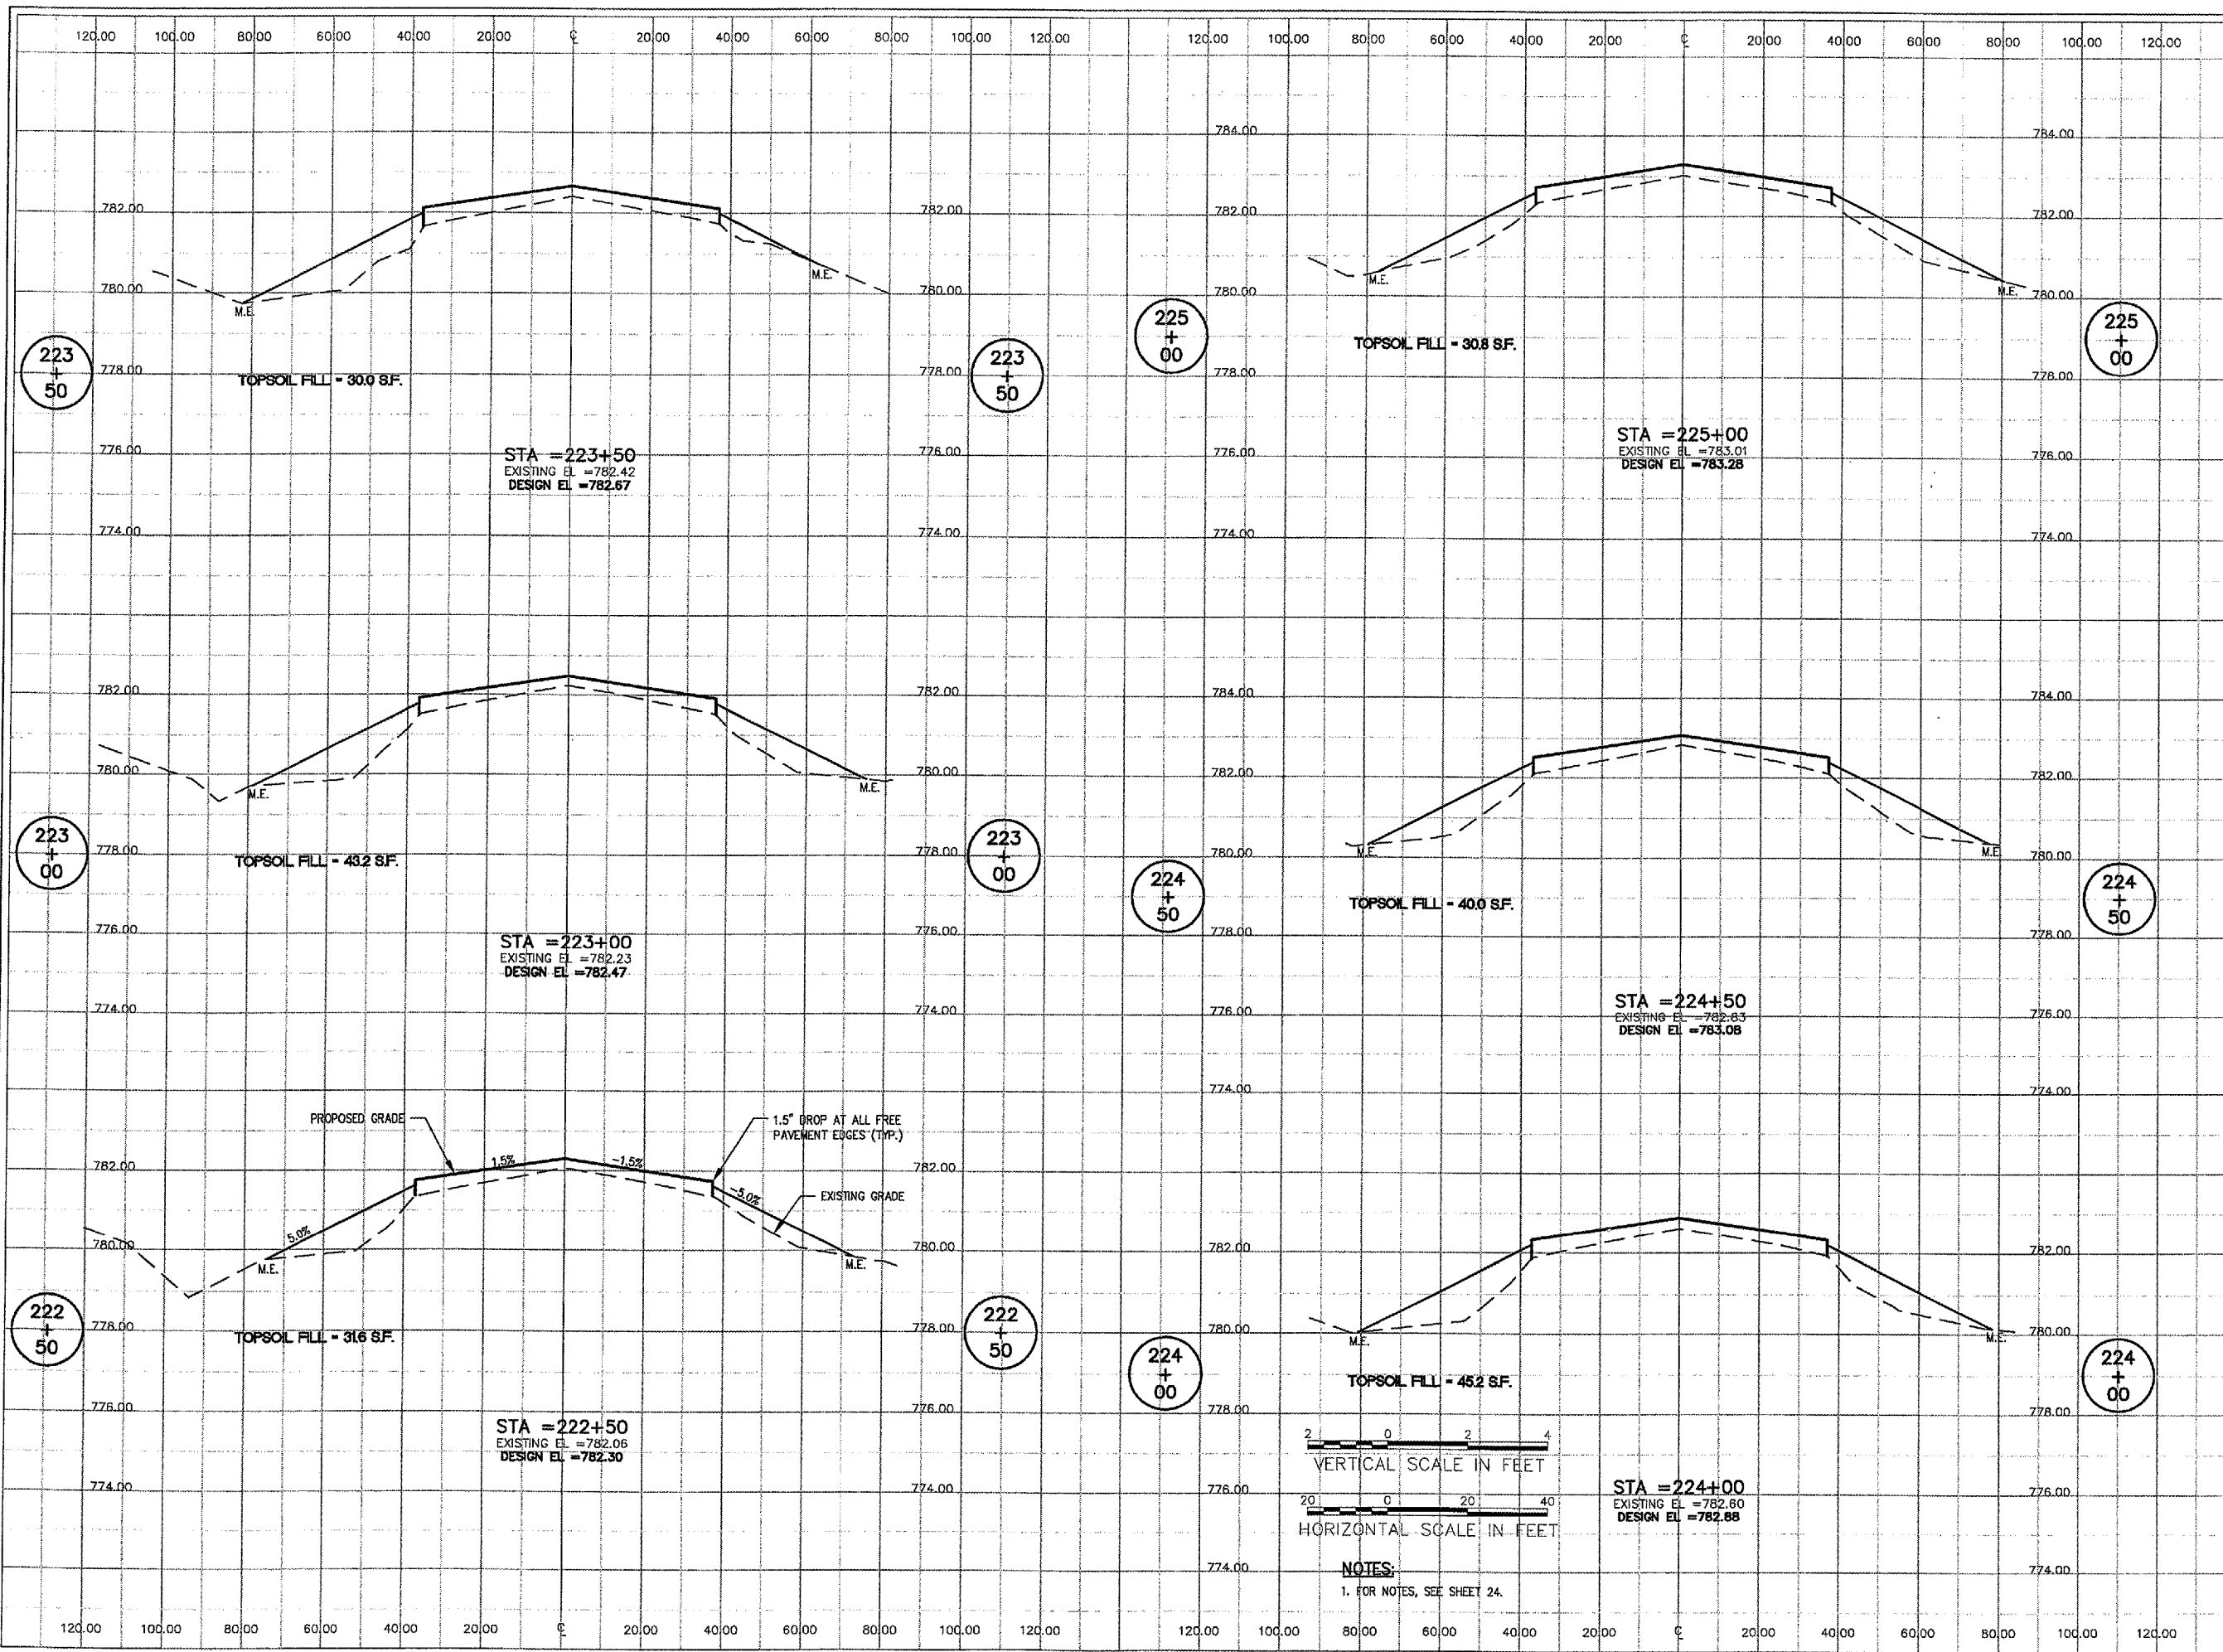 120.00 100.00 80.00 60.00 40.00 20.00 ℄ 20.00 40.00 60.00 80.00 100.00 120.00
120.00 100.00 80.00 60.00 40.00 20.00 ℄ 20.00 40.00 60.00 80.00 100.00 120.00
782.00 782.00
780.00 780.00
M.E. M.E.
223
+
50
778.00 778.00
223
+
50
TOPSOIL FILL = 30.0 S.F.
776.00 776.00
STA =223+50
EXISTING EL =782.42
DESIGN EL =782.67
774.00 774.00
782.00 782.00
780.00 780.00
M.E. M.E.
223
+
00
778.00 778.00
223
+
00
TOPSOIL FILL = 43.2 S.F.
776.00 776.00
STA =223+00
EXISTING EL =782.23
DESIGN EL =782.47
774.00 774.00
PROPOSED GRADE
1.5" DROP AT ALL FREE
PAVEMENT EDGES (TYP.)
782.00 1.5% -1.5% 782.00
5.0% -5.0%
EXISTING GRADE
780.00 780.00
M.E. M.E.
222
+
50
778.00 778.00
222
+
50
TOPSOIL FILL = 31.6 S.F.
776.00 776.00
STA =222+50
EXISTING EL =782.06
DESIGN EL =782.30
774.00 774.00
784.00 784.00
782.00 782.00
780.00 780.00
M.E. M.E.
225
+
00
225
+
00
TOPSOIL FILL = 30.8 S.F.
778.00 778.00
STA =225+00
EXISTING EL =783.01
DESIGN EL =783.28
776.00 776.00
774.00 774.00
784.00 784.00
782.00 782.00
780.00 780.00
M.E. M.E.
224
+
50
224
+
50
TOPSOIL FILL = 40.0 S.F.
778.00 778.00
STA =224+50
EXISTING EL =782.83
DESIGN EL =783.08
776.00 776.00
774.00 774.00
782.00 782.00
780.00 780.00
M.E. M.E.
224
+
00
224
+
00
TOPSOIL FILL = 45.2 S.F.
778.00 778.00
2 0 2 4
VERTICAL SCALE IN FEET
776.00 776.00
STA =224+00
EXISTING EL =782.60
DESIGN EL =782.88
20 0 20 40
HORIZONTAL SCALE IN FEET
774.00 774.00
NOTES:
1. FOR NOTES, SEE SHEET 24.
120.00 100.00 80.00 60.00 40.00 20.00 ℄ 20.00 40.00 60.00 80.00 100.00 120.00
120.00 100.00 80.00 60.00 40.00 20.00 ℄ 20.00 40.00 60.00 80.00 100.00 120.00